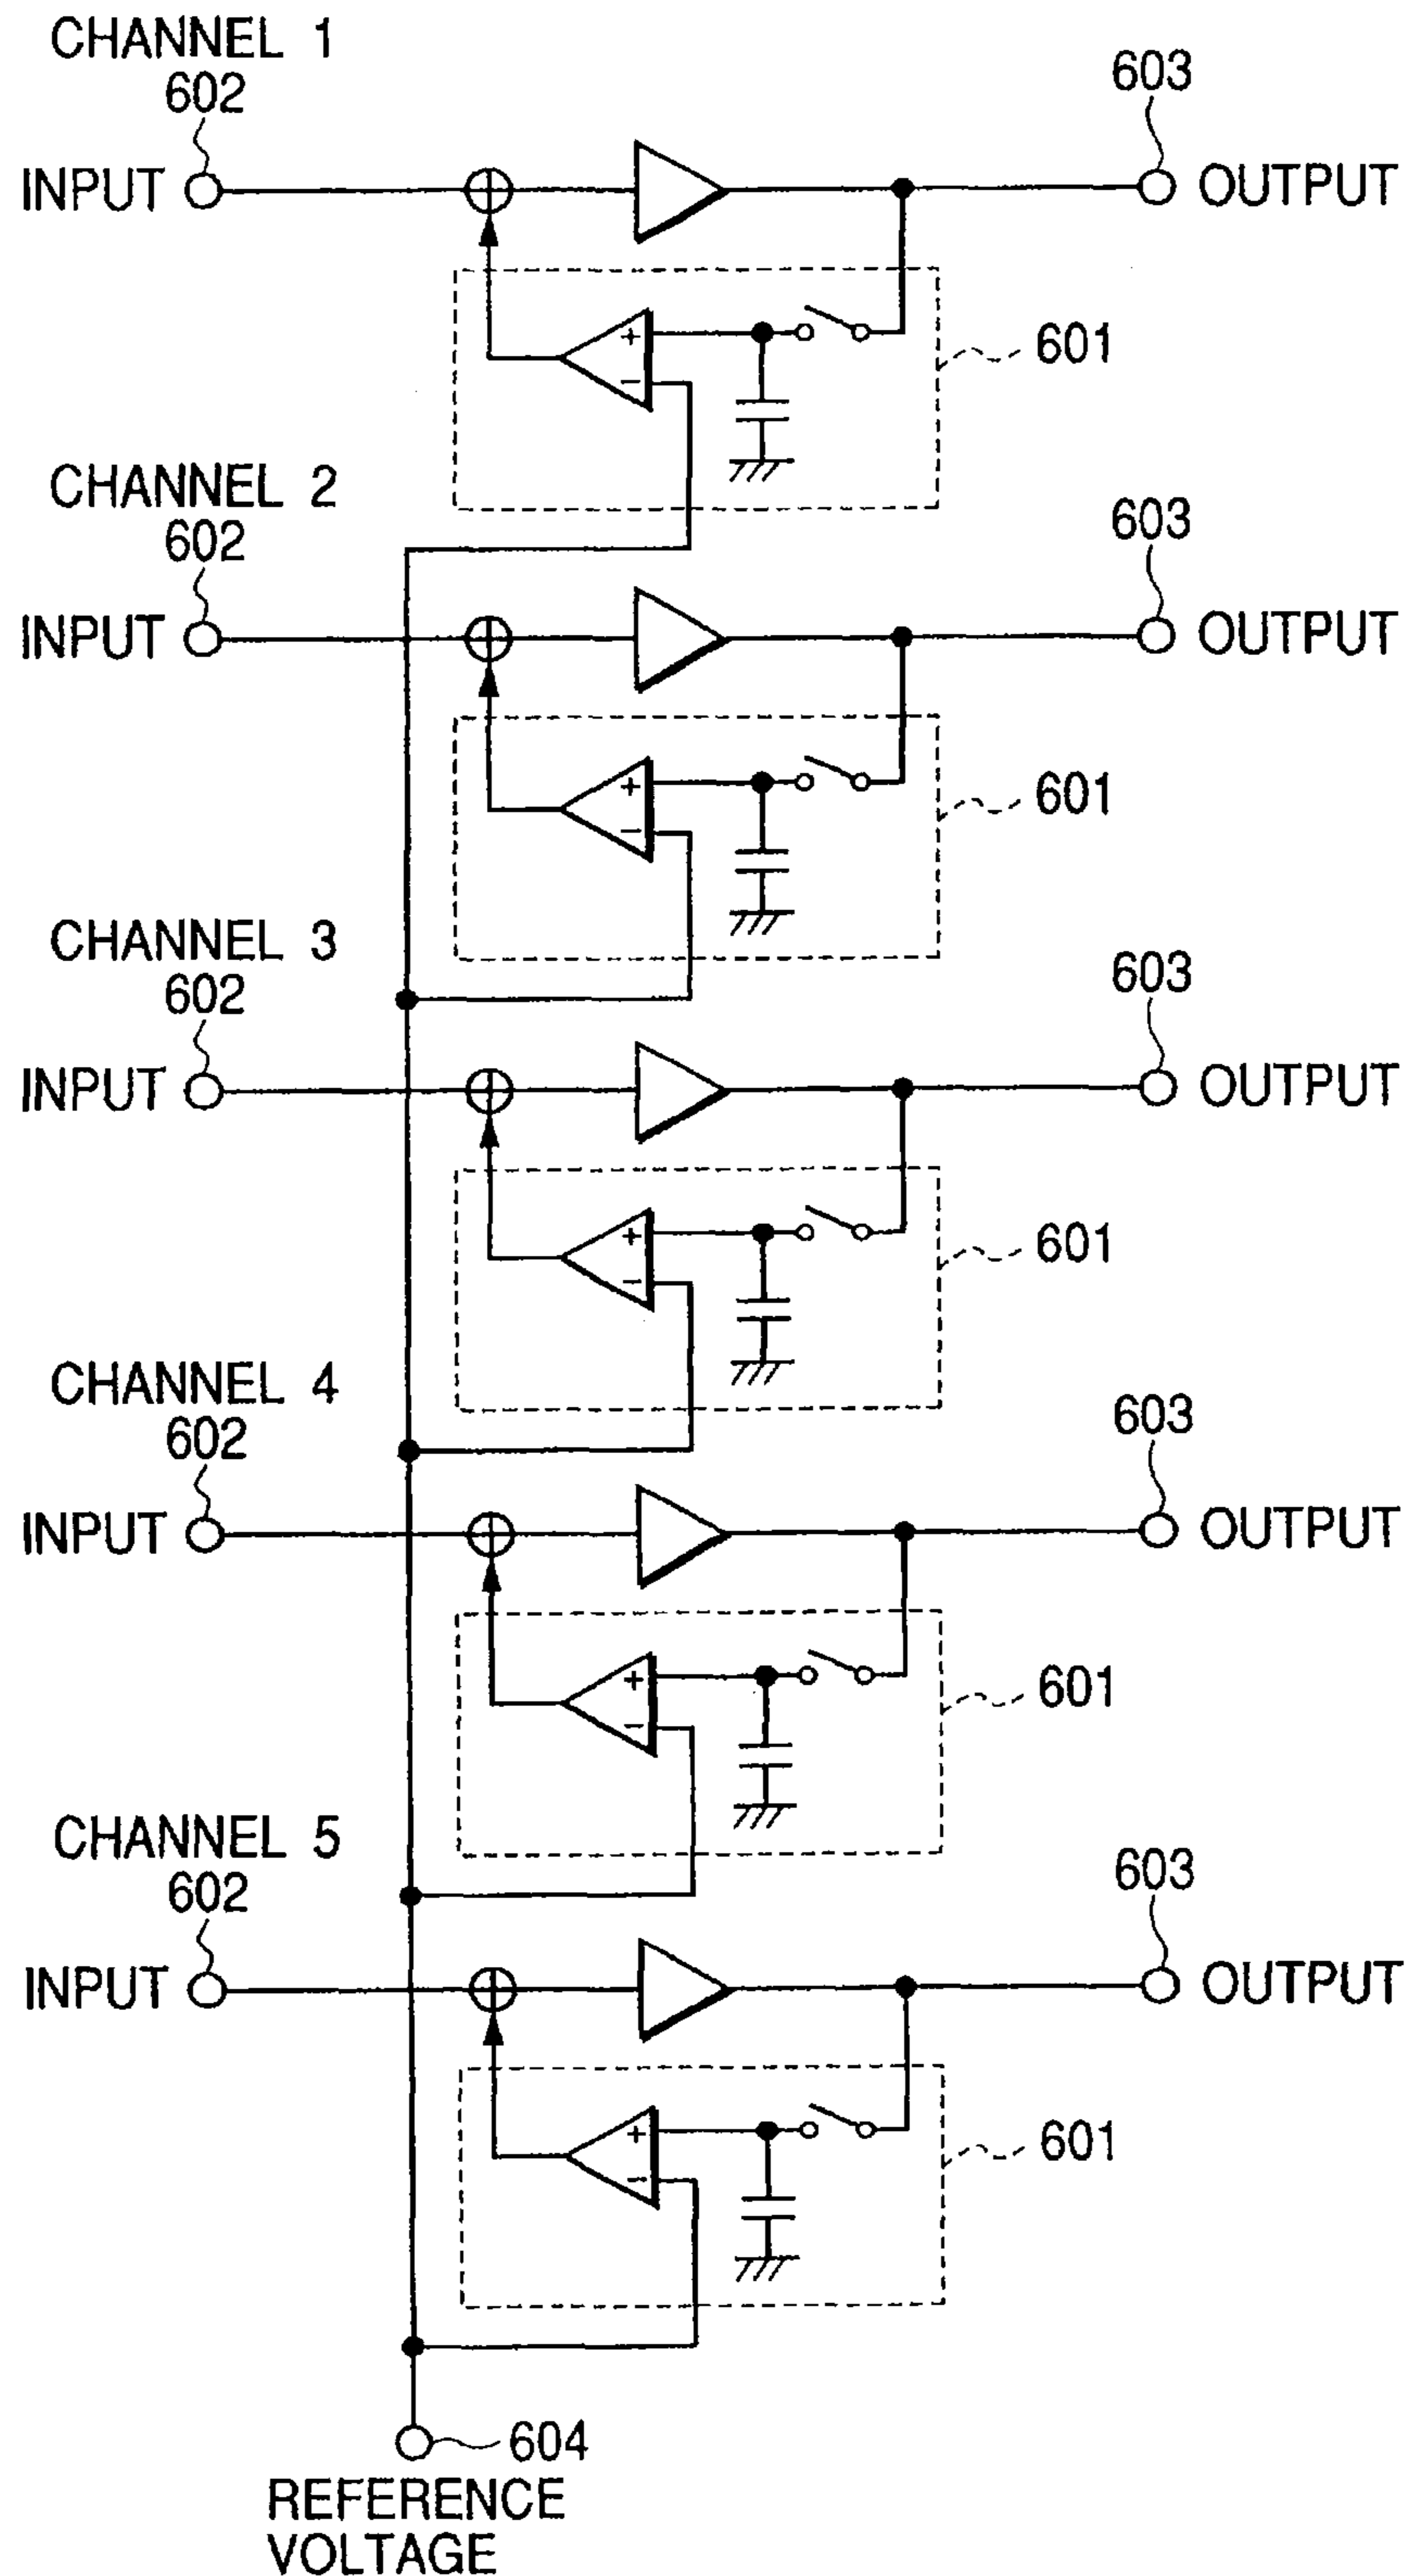 CHANNEL 1
602
603
INPUT
OUTPUT
+
−
601
CHANNEL 2
602
603
INPUT
OUTPUT
+
−
601
CHANNEL 3
602
603
INPUT
OUTPUT
+
−
601
CHANNEL 4
602
603
INPUT
OUTPUT
+
−
601
CHANNEL 5
602
603
INPUT
OUTPUT
+
−
601
604
REFERENCE
VOLTAGE